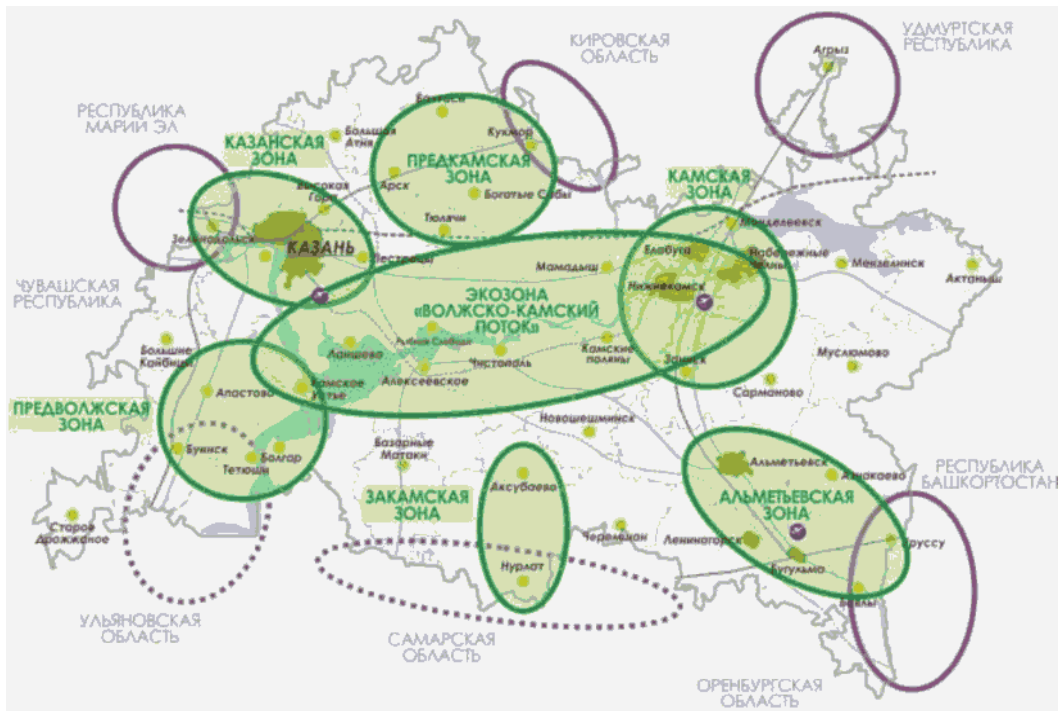 УДМУРТСКАЯ
РЕСПУБЛИКА
КИРОВСКАЯ
ОБЛАСТЬ
Агрыз
РЕСПУБЛИКА
МАРИИ ЭЛ
КАЗАНСКАЯ
ЗОНА
Большая
Атня
Кукмор
ПРЕДКАМСКАЯ
ЗОНА
КАМСКАЯ
ЗОНА
Высокая
Гора
Арск
Богатые Сабы
Тюлячи
Менделеевск
Зеленодольск
КАЗАНЬ
Елабуга
Набережные
Челны
Мамадыш
Мензелинск
Актаныш
ЧУВАШСКАЯ
РЕСПУБЛИКА
ЭКОЗОНА
«ВОЛЖСКО-КАМСКИЙ
ПОТОК»
Нижнекамск
Рыбная Слобода
Большие
Кайбицы
Лаишево
Чистополь
Камские
поляны
Заинск
Муслюмово
Алексеевское
Сарманово
Апастово
Камское
Устье
ПРЕДВОЛЖСКАЯ
ЗОНА
Новошешминск
Буинск
Болгар
Тетюши
Базарные
Матаки
Альметьевск
Азнакаево
РЕСПУБЛИКА
БАШКОРТОСТАН
Аксубаево
ЗАКАМСКАЯ
ЗОНА
АЛЬМЕТЬЕВСКАЯ
ЗОНА
Старое
Дрожжаное
Черемшан
Лениногорск
Уруссу
Бугульма
Нурлат
Бавлы
УЛЬЯНОВСКАЯ
ОБЛАСТЬ
САМАРСКАЯ
ОБЛАСТЬ
ОРЕНБУРГСКАЯ
ОБЛАСТЬ